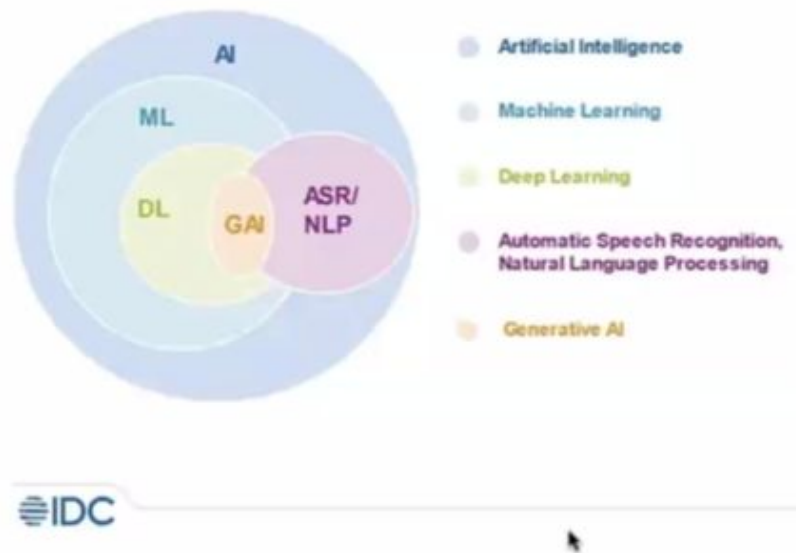 AI
ML
DL
GAI
ASR/
NLP
Artificial Intelligence
Machine Learning
Deep Learning
Automatic Speech Recognition,
Natural Language Processing
Generative AI
IDC